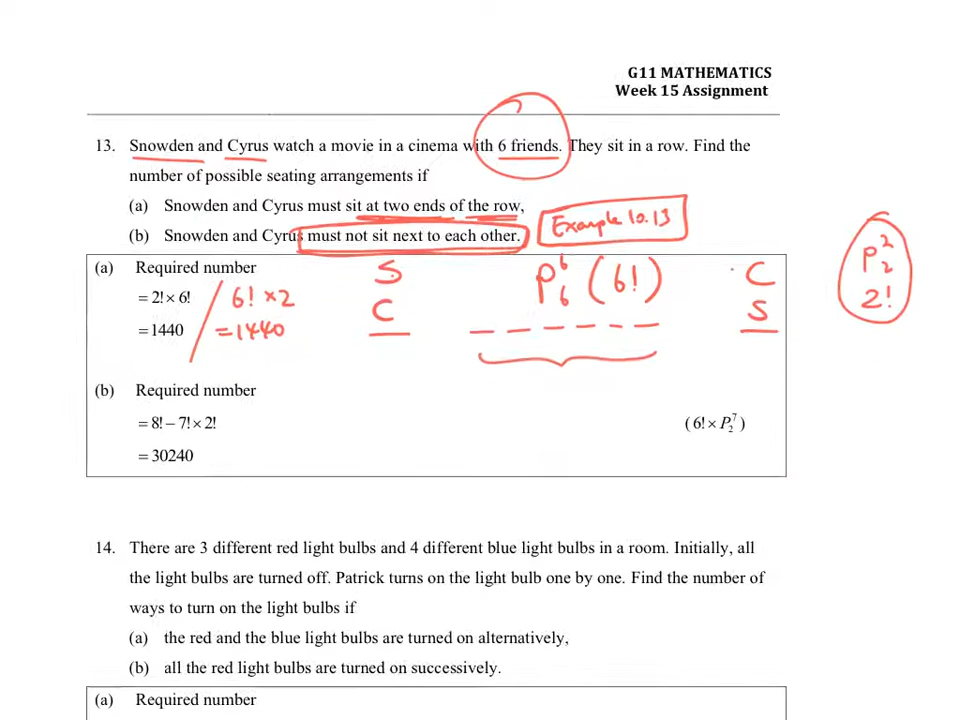 G11 MATHEMATICS
Week 15 Assignment
13. Snowden and Cyrus watch a movie in a cinema with 6 friends. They sit in a row. Find the
number of possible seating arrangements if
(a) Snowden and Cyrus must sit at two ends of the row,
(b) Snowden and Cyrus must not sit next to each other.
Example 10.13
(a) Required number
= 2!× 6!
= 1440
6! × 2
= 1440
S
C
P⁶₆ (6!)
C
S
P²₂
2!
(b) Required number
= 8!− 7!× 2!
= 30240
( 6!× P⁷₂ )
14. There are 3 different red light bulbs and 4 different blue light bulbs in a room. Initially, all
the light bulbs are turned off. Patrick turns on the light bulb one by one. Find the number of
ways to turn on the light bulbs if
(a) the red and the blue light bulbs are turned on alternatively,
(b) all the red light bulbs are turned on successively.
(a) Required number